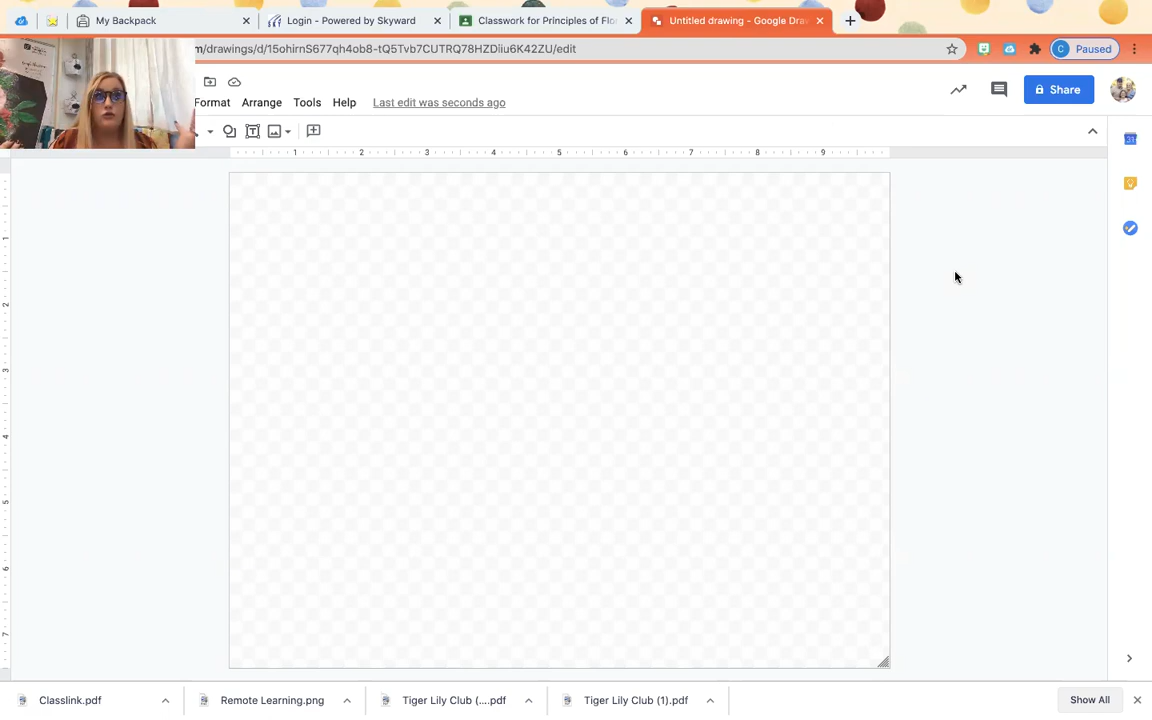 My Backpack
Login - Powered by Skyward
Classwork for Principles of Flo
Untitled drawing - Google Draw
m/drawings/d/15ohirnS677qh4ob8-tQ5Tvb7CUTRQ78HZDliu6K42ZU/edit
C Paused
Format Arrange Tools Help Last edit was seconds ago
Share
31
1 2 3 4 5 6 7 8 9
1
2
3
4
5
6
7
Classlink.pdf
Remote Learning.png
Tiger Lily Club (....pdf
Tiger Lily Club (1).pdf
Show All